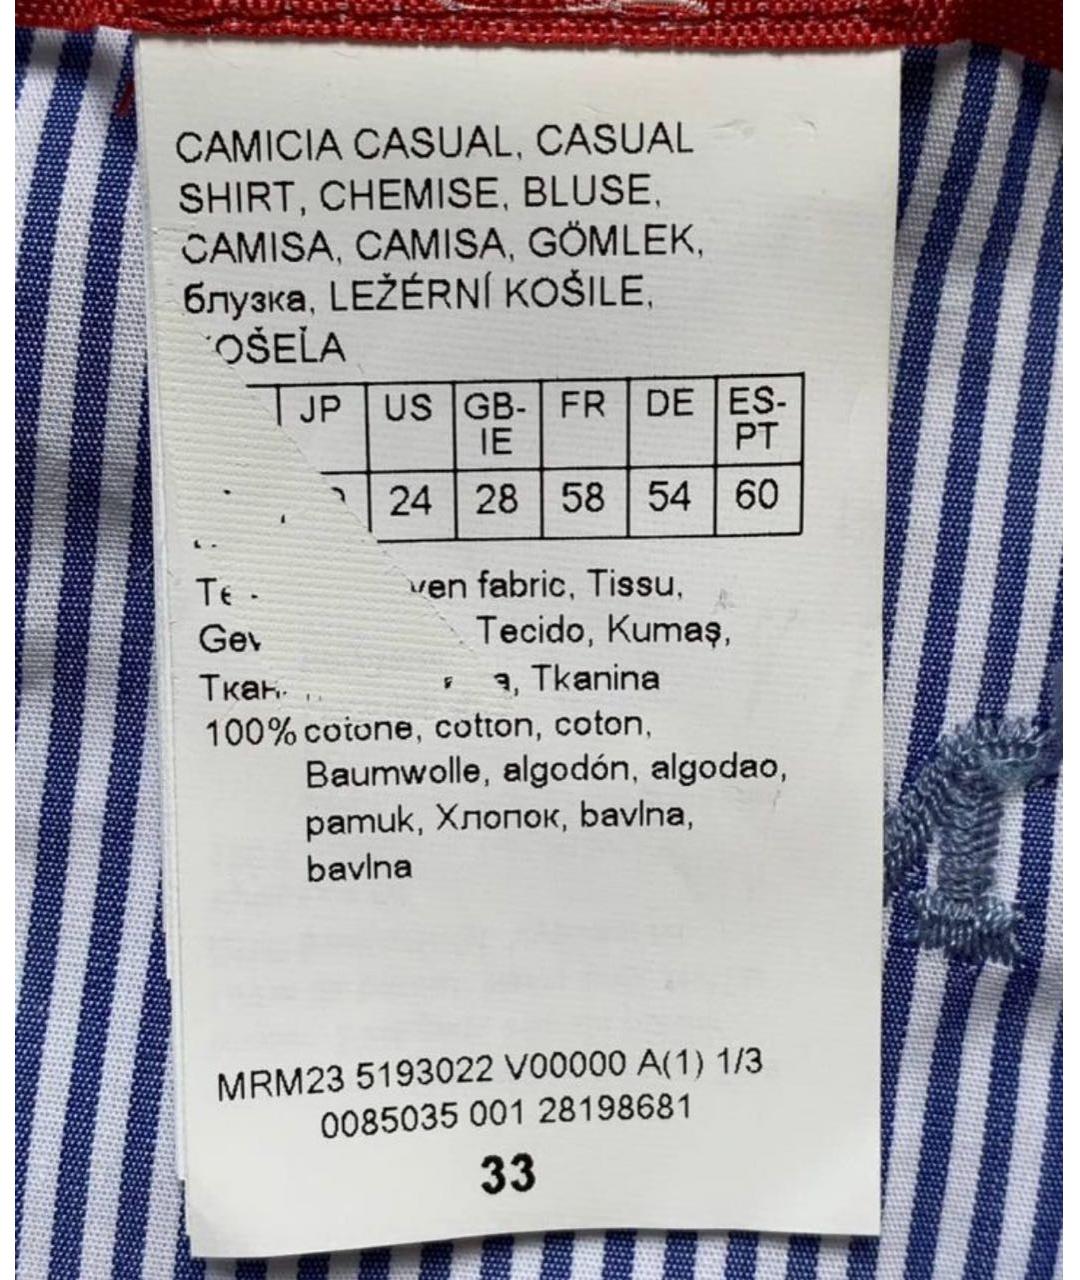 CAMICIA CASUAL, CASUAL
SHIRT, CHEMISE, BLUSE,
CAMISA, CAMISA, GÖMLEK,
блузка, LEŽÉRNÍ KOŠILE,
OŠEĽA
JP US GB-IE FR DE ES-PT
24 28 58 54 60
fabric, Tissu,
Tecido, Kumaş,
Tkanina
100% cotone, cotton, coton,
Baumwolle, algodón, algodao,
pamuk, Хлопок, bavlna,
bavlna
MRM23 5193022 V00000 A(1) 1/3
0085035 001 28198681
33